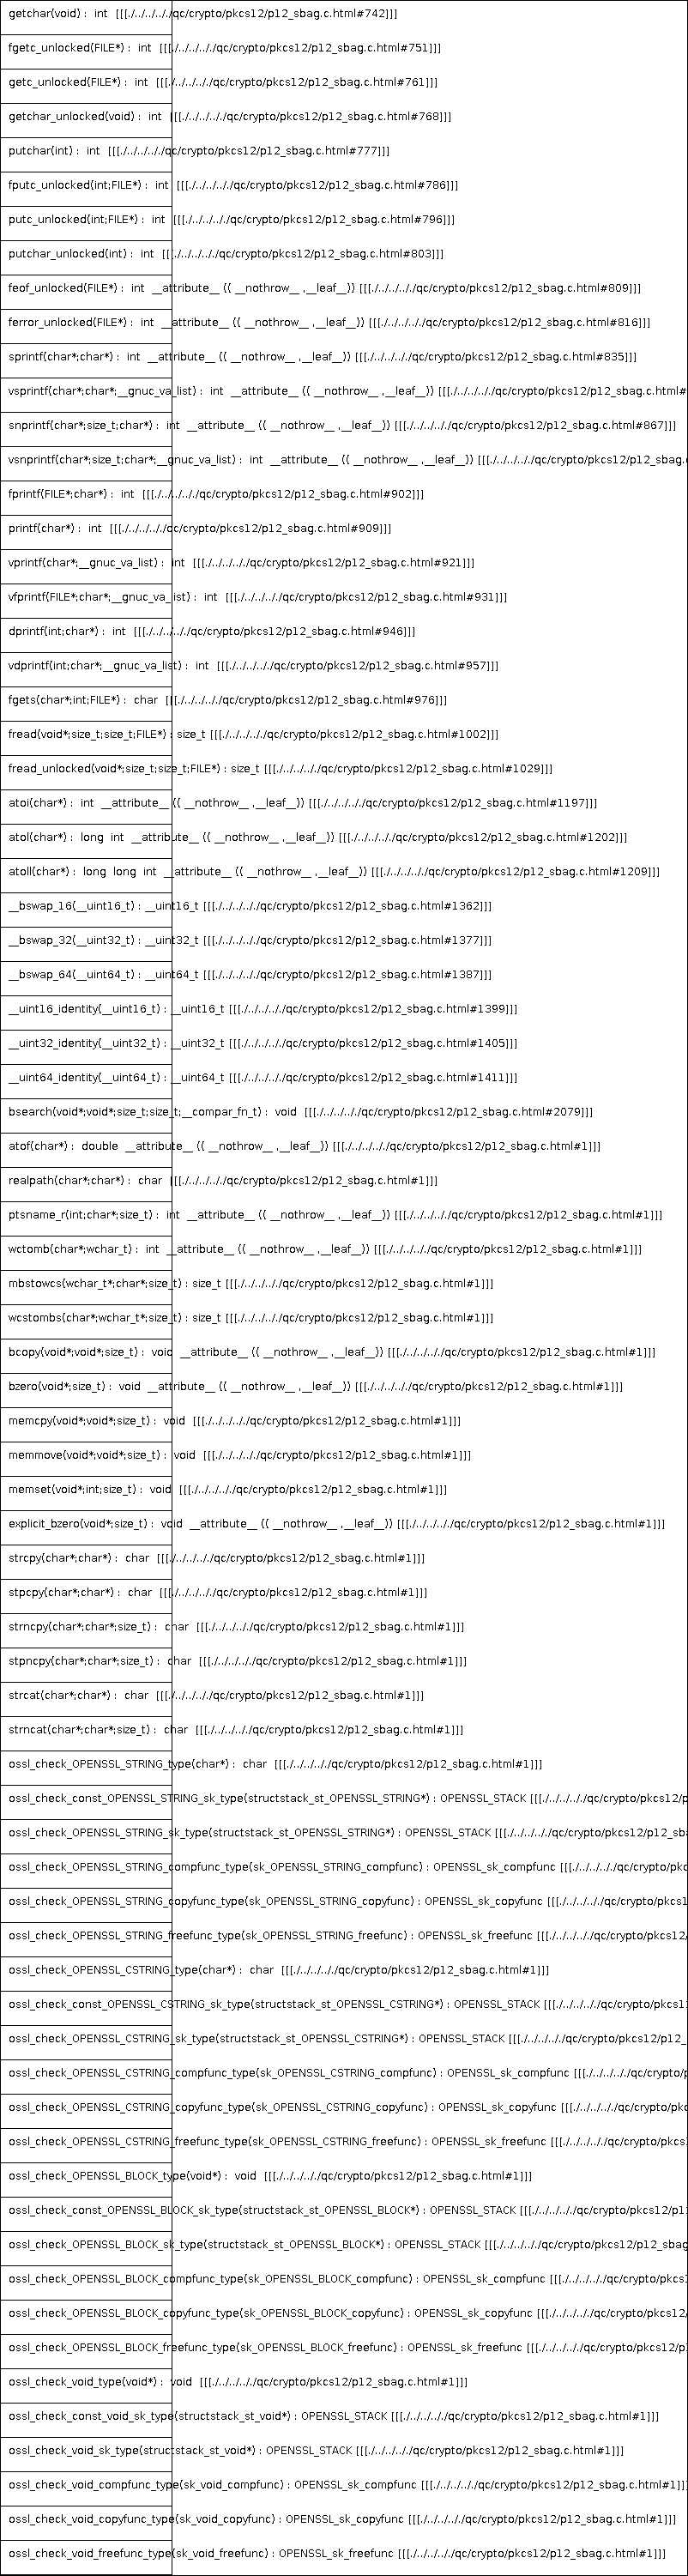 getchar(void) : int [[[./../../../../qc/crypto/pkcs12/p12_sbag.c.html#742]]]
fgetc_unlocked(FILE*) : int [[[./../../../../qc/crypto/pkcs12/p12_sbag.c.html#751]]]
getc_unlocked(FILE*) : int [[[./../../../../qc/crypto/pkcs12/p12_sbag.c.html#761]]]
getchar_unlocked(void) : int [[[./../../../../qc/crypto/pkcs12/p12_sbag.c.html#768]]]
putchar(int) : int [[[./../../../../qc/crypto/pkcs12/p12_sbag.c.html#777]]]
fputc_unlocked(int;FILE*) : int [[[./../../../../qc/crypto/pkcs12/p12_sbag.c.html#786]]]
putc_unlocked(int;FILE*) : int [[[./../../../../qc/crypto/pkcs12/p12_sbag.c.html#796]]]
putchar_unlocked(int) : int [[[./../../../../qc/crypto/pkcs12/p12_sbag.c.html#803]]]
feof_unlocked(FILE*) : int __attribute__ (( __nothrow__ ,__leaf__)) [[[./../../../../qc/crypto/pkcs12/p12_sbag.c.html#809]]]
ferror_unlocked(FILE*) : int __attribute__ (( __nothrow__ ,__leaf__)) [[[./../../../../qc/crypto/pkcs12/p12_sbag.c.html#816]]]
sprintf(char*;char*) : int __attribute__ (( __nothrow__ ,__leaf__)) [[[./../../../../qc/crypto/pkcs12/p12_sbag.c.html#835]]]
vsprintf(char*;char*;__gnuc_va_list) : int __attribute__ (( __nothrow__ ,__leaf__)) [[[./../../../../qc/crypto/pkcs12/p12_sbag.c.html#
snprintf(char*;size_t;char*) : int __attribute__ (( __nothrow__ ,__leaf__)) [[[./../../../../qc/crypto/pkcs12/p12_sbag.c.html#867]]]
vsnprintf(char*;size_t;char*;__gnuc_va_list) : int __attribute__ (( __nothrow__ ,__leaf__)) [[[./../../../../qc/crypto/pkcs12/p12_sbag.c
fprintf(FILE*;char*) : int [[[./../../../../qc/crypto/pkcs12/p12_sbag.c.html#902]]]
printf(char*) : int [[[./../../../../qc/crypto/pkcs12/p12_sbag.c.html#909]]]
vprintf(char*;__gnuc_va_list) : int [[[./../../../../qc/crypto/pkcs12/p12_sbag.c.html#921]]]
vfprintf(FILE*;char*;__gnuc_va_list) : int [[[./../../../../qc/crypto/pkcs12/p12_sbag.c.html#931]]]
dprintf(int;char*) : int [[[./../../../../qc/crypto/pkcs12/p12_sbag.c.html#946]]]
vdprintf(int;char*;__gnuc_va_list) : int [[[./../../../../qc/crypto/pkcs12/p12_sbag.c.html#957]]]
fgets(char*;int;FILE*) : char [[[./../../../../qc/crypto/pkcs12/p12_sbag.c.html#976]]]
fread(void*;size_t;size_t;FILE*) : size_t [[[./../../../../qc/crypto/pkcs12/p12_sbag.c.html#1002]]]
fread_unlocked(void*;size_t;size_t;FILE*) : size_t [[[./../../../../qc/crypto/pkcs12/p12_sbag.c.html#1029]]]
atoi(char*) : int __attribute__ (( __nothrow__ ,__leaf__)) [[[./../../../../qc/crypto/pkcs12/p12_sbag.c.html#1197]]]
atol(char*) : long int __attribute__ (( __nothrow__ ,__leaf__)) [[[./../../../../qc/crypto/pkcs12/p12_sbag.c.html#1202]]]
atoll(char*) : long long int __attribute__ (( __nothrow__ ,__leaf__)) [[[./../../../../qc/crypto/pkcs12/p12_sbag.c.html#1209]]]
__bswap_16(__uint16_t) : __uint16_t [[[./../../../../qc/crypto/pkcs12/p12_sbag.c.html#1362]]]
__bswap_32(__uint32_t) : __uint32_t [[[./../../../../qc/crypto/pkcs12/p12_sbag.c.html#1377]]]
__bswap_64(__uint64_t) : __uint64_t [[[./../../../../qc/crypto/pkcs12/p12_sbag.c.html#1387]]]
__uint16_identity(__uint16_t) : __uint16_t [[[./../../../../qc/crypto/pkcs12/p12_sbag.c.html#1399]]]
__uint32_identity(__uint32_t) : __uint32_t [[[./../../../../qc/crypto/pkcs12/p12_sbag.c.html#1405]]]
__uint64_identity(__uint64_t) : __uint64_t [[[./../../../../qc/crypto/pkcs12/p12_sbag.c.html#1411]]]
bsearch(void*;void*;size_t;size_t;__compar_fn_t) : void [[[./../../../../qc/crypto/pkcs12/p12_sbag.c.html#2079]]]
atof(char*) : double __attribute__ (( __nothrow__ ,__leaf__)) [[[./../../../../qc/crypto/pkcs12/p12_sbag.c.html#1]]]
realpath(char*;char*) : char [[[./../../../../qc/crypto/pkcs12/p12_sbag.c.html#1]]]
ptsname_r(int;char*;size_t) : int __attribute__ (( __nothrow__ ,__leaf__)) [[[./../../../../qc/crypto/pkcs12/p12_sbag.c.html#1]]]
wctomb(char*;wchar_t) : int __attribute__ (( __nothrow__ ,__leaf__)) [[[./../../../../qc/crypto/pkcs12/p12_sbag.c.html#1]]]
mbstowcs(wchar_t*;char*;size_t) : size_t [[[./../../../../qc/crypto/pkcs12/p12_sbag.c.html#1]]]
wcstombs(char*;wchar_t*;size_t) : size_t [[[./../../../../qc/crypto/pkcs12/p12_sbag.c.html#1]]]
bcopy(void*;void*;size_t) : void __attribute__ (( __nothrow__ ,__leaf__)) [[[./../../../../qc/crypto/pkcs12/p12_sbag.c.html#1]]]
bzero(void*;size_t) : void __attribute__ (( __nothrow__ ,__leaf__)) [[[./../../../../qc/crypto/pkcs12/p12_sbag.c.html#1]]]
memcpy(void*;void*;size_t) : void [[[./../../../../qc/crypto/pkcs12/p12_sbag.c.html#1]]]
memmove(void*;void*;size_t) : void [[[./../../../../qc/crypto/pkcs12/p12_sbag.c.html#1]]]
memset(void*;int;size_t) : void [[[./../../../../qc/crypto/pkcs12/p12_sbag.c.html#1]]]
explicit_bzero(void*;size_t) : void __attribute__ (( __nothrow__ ,__leaf__)) [[[./../../../../qc/crypto/pkcs12/p12_sbag.c.html#1]]]
strcpy(char*;char*) : char [[[./../../../../qc/crypto/pkcs12/p12_sbag.c.html#1]]]
stpcpy(char*;char*) : char [[[./../../../../qc/crypto/pkcs12/p12_sbag.c.html#1]]]
strncpy(char*;char*;size_t) : char [[[./../../../../qc/crypto/pkcs12/p12_sbag.c.html#1]]]
stpncpy(char*;char*;size_t) : char [[[./../../../../qc/crypto/pkcs12/p12_sbag.c.html#1]]]
strcat(char*;char*) : char [[[./../../../../qc/crypto/pkcs12/p12_sbag.c.html#1]]]
strncat(char*;char*;size_t) : char [[[./../../../../qc/crypto/pkcs12/p12_sbag.c.html#1]]]
ossl_check_OPENSSL_STRING_type(char*) : char [[[./../../../../qc/crypto/pkcs12/p12_sbag.c.html#1]]]
ossl_check_const_OPENSSL_STRING_sk_type(structstack_st_OPENSSL_STRING*) : OPENSSL_STACK [[[./../../../../qc/crypto/pkcs12/p
ossl_check_OPENSSL_STRING_sk_type(structstack_st_OPENSSL_STRING*) : OPENSSL_STACK [[[./../../../../qc/crypto/pkcs12/p12_sba
ossl_check_OPENSSL_STRING_compfunc_type(sk_OPENSSL_STRING_compfunc) : OPENSSL_sk_compfunc [[[./../../../../qc/crypto/pkc
ossl_check_OPENSSL_STRING_copyfunc_type(sk_OPENSSL_STRING_copyfunc) : OPENSSL_sk_copyfunc [[[./../../../../qc/crypto/pkcs1
ossl_check_OPENSSL_STRING_freefunc_type(sk_OPENSSL_STRING_freefunc) : OPENSSL_sk_freefunc [[[./../../../../qc/crypto/pkcs12/
ossl_check_OPENSSL_CSTRING_type(char*) : char [[[./../../../../qc/crypto/pkcs12/p12_sbag.c.html#1]]]
ossl_check_const_OPENSSL_CSTRING_sk_type(structstack_st_OPENSSL_CSTRING*) : OPENSSL_STACK [[[./../../../../qc/crypto/pkcs1
ossl_check_OPENSSL_CSTRING_sk_type(structstack_st_OPENSSL_CSTRING*) : OPENSSL_STACK [[[./../../../../qc/crypto/pkcs12/p12_
ossl_check_OPENSSL_CSTRING_compfunc_type(sk_OPENSSL_CSTRING_compfunc) : OPENSSL_sk_compfunc [[[./../../../../qc/crypto/p
ossl_check_OPENSSL_CSTRING_copyfunc_type(sk_OPENSSL_CSTRING_copyfunc) : OPENSSL_sk_copyfunc [[[./../../../../qc/crypto/pkc
ossl_check_OPENSSL_CSTRING_freefunc_type(sk_OPENSSL_CSTRING_freefunc) : OPENSSL_sk_freefunc [[[./../../../../qc/crypto/pkcs
ossl_check_OPENSSL_BLOCK_type(void*) : void [[[./../../../../qc/crypto/pkcs12/p12_sbag.c.html#1]]]
ossl_check_const_OPENSSL_BLOCK_sk_type(structstack_st_OPENSSL_BLOCK*) : OPENSSL_STACK [[[./../../../../qc/crypto/pkcs12/p1
ossl_check_OPENSSL_BLOCK_sk_type(structstack_st_OPENSSL_BLOCK*) : OPENSSL_STACK [[[./../../../../qc/crypto/pkcs12/p12_sbag
ossl_check_OPENSSL_BLOCK_compfunc_type(sk_OPENSSL_BLOCK_compfunc) : OPENSSL_sk_compfunc [[[./../../../../qc/crypto/pkcs1
ossl_check_OPENSSL_BLOCK_copyfunc_type(sk_OPENSSL_BLOCK_copyfunc) : OPENSSL_sk_copyfunc [[[./../../../../qc/crypto/pkcs12/
ossl_check_OPENSSL_BLOCK_freefunc_type(sk_OPENSSL_BLOCK_freefunc) : OPENSSL_sk_freefunc [[[./../../../../qc/crypto/pkcs12/p
ossl_check_void_type(void*) : void [[[./../../../../qc/crypto/pkcs12/p12_sbag.c.html#1]]]
ossl_check_const_void_sk_type(structstack_st_void*) : OPENSSL_STACK [[[./../../../../qc/crypto/pkcs12/p12_sbag.c.html#1]]]
ossl_check_void_sk_type(structstack_st_void*) : OPENSSL_STACK [[[./../../../../qc/crypto/pkcs12/p12_sbag.c.html#1]]]
ossl_check_void_compfunc_type(sk_void_compfunc) : OPENSSL_sk_compfunc [[[./../../../../qc/crypto/pkcs12/p12_sbag.c.html#1]]]
ossl_check_void_copyfunc_type(sk_void_copyfunc) : OPENSSL_sk_copyfunc [[[./../../../../qc/crypto/pkcs12/p12_sbag.c.html#1]]]
ossl_check_void_freefunc_type(sk_void_freefunc) : OPENSSL_sk_freefunc [[[./../../../../qc/crypto/pkcs12/p12_sbag.c.html#1]]]